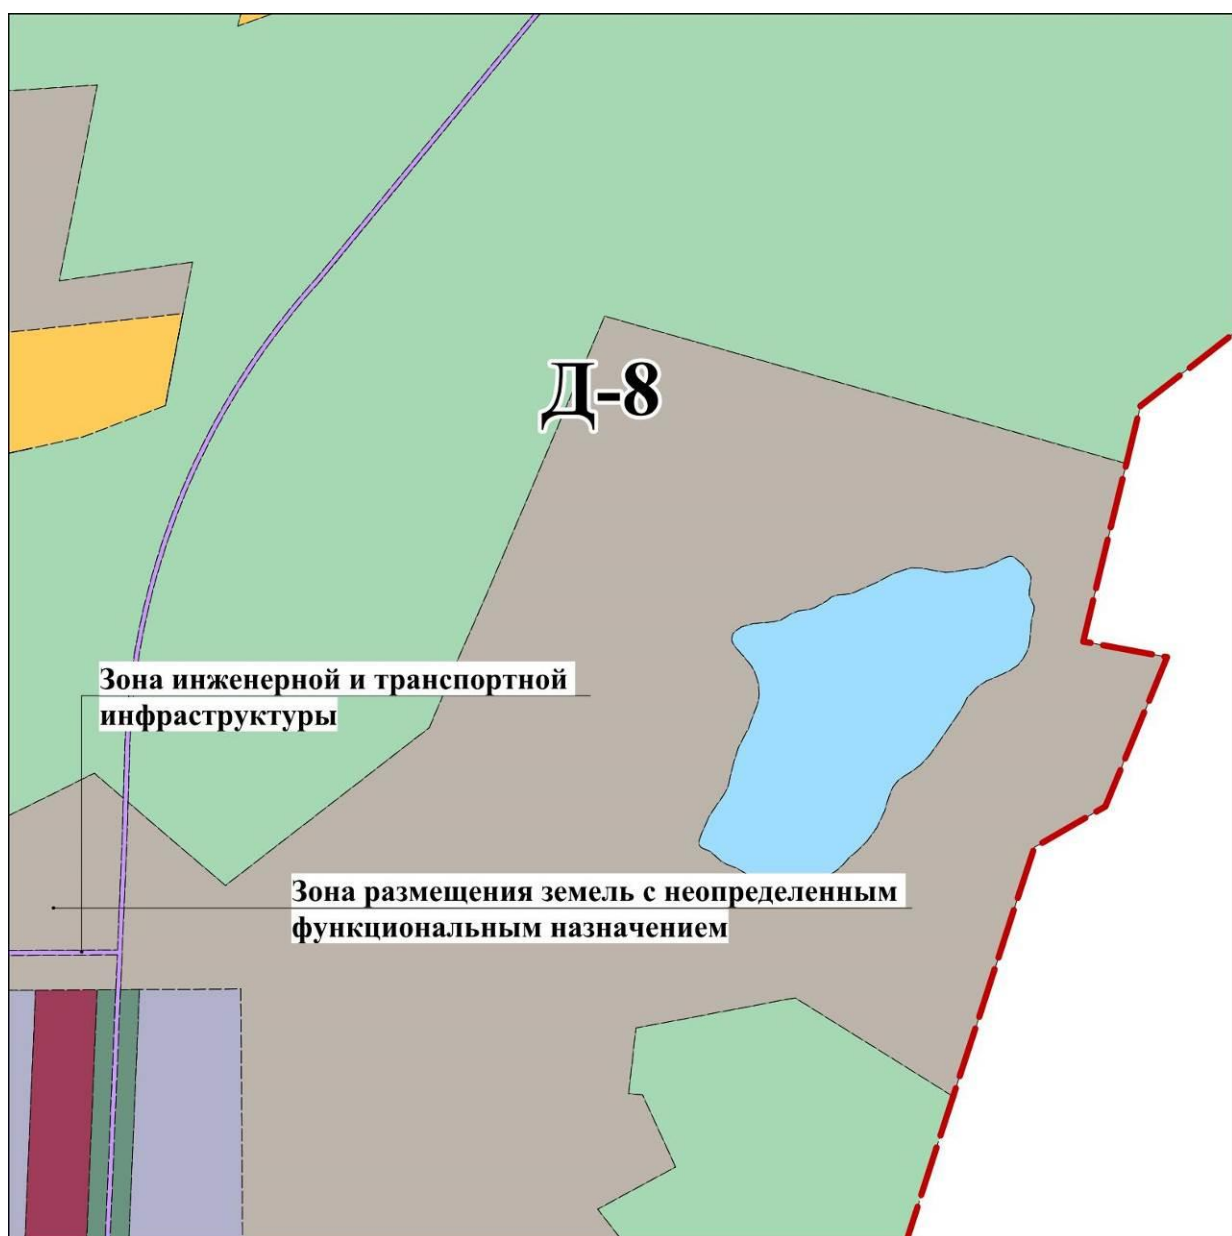 Д-8
Зона инженерной и транспортной
инфраструктуры
Зона размещения земель с неопределенным
функциональным назначением